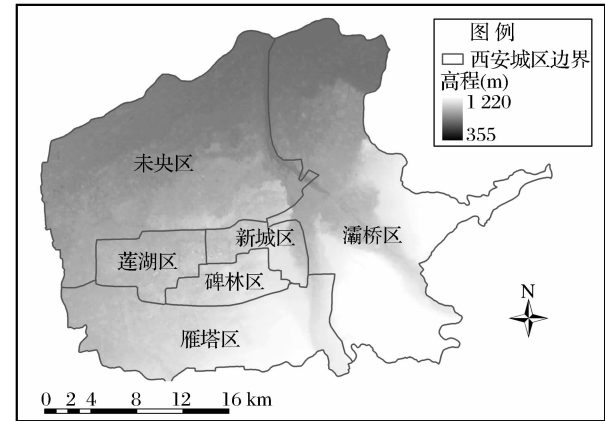 图 例
西安城区边界
高程(m)
1 220
355
未央区
新城区
灞桥区
莲湖区
碑林区
雁塔区
N
0 2 4 8 12 16 km